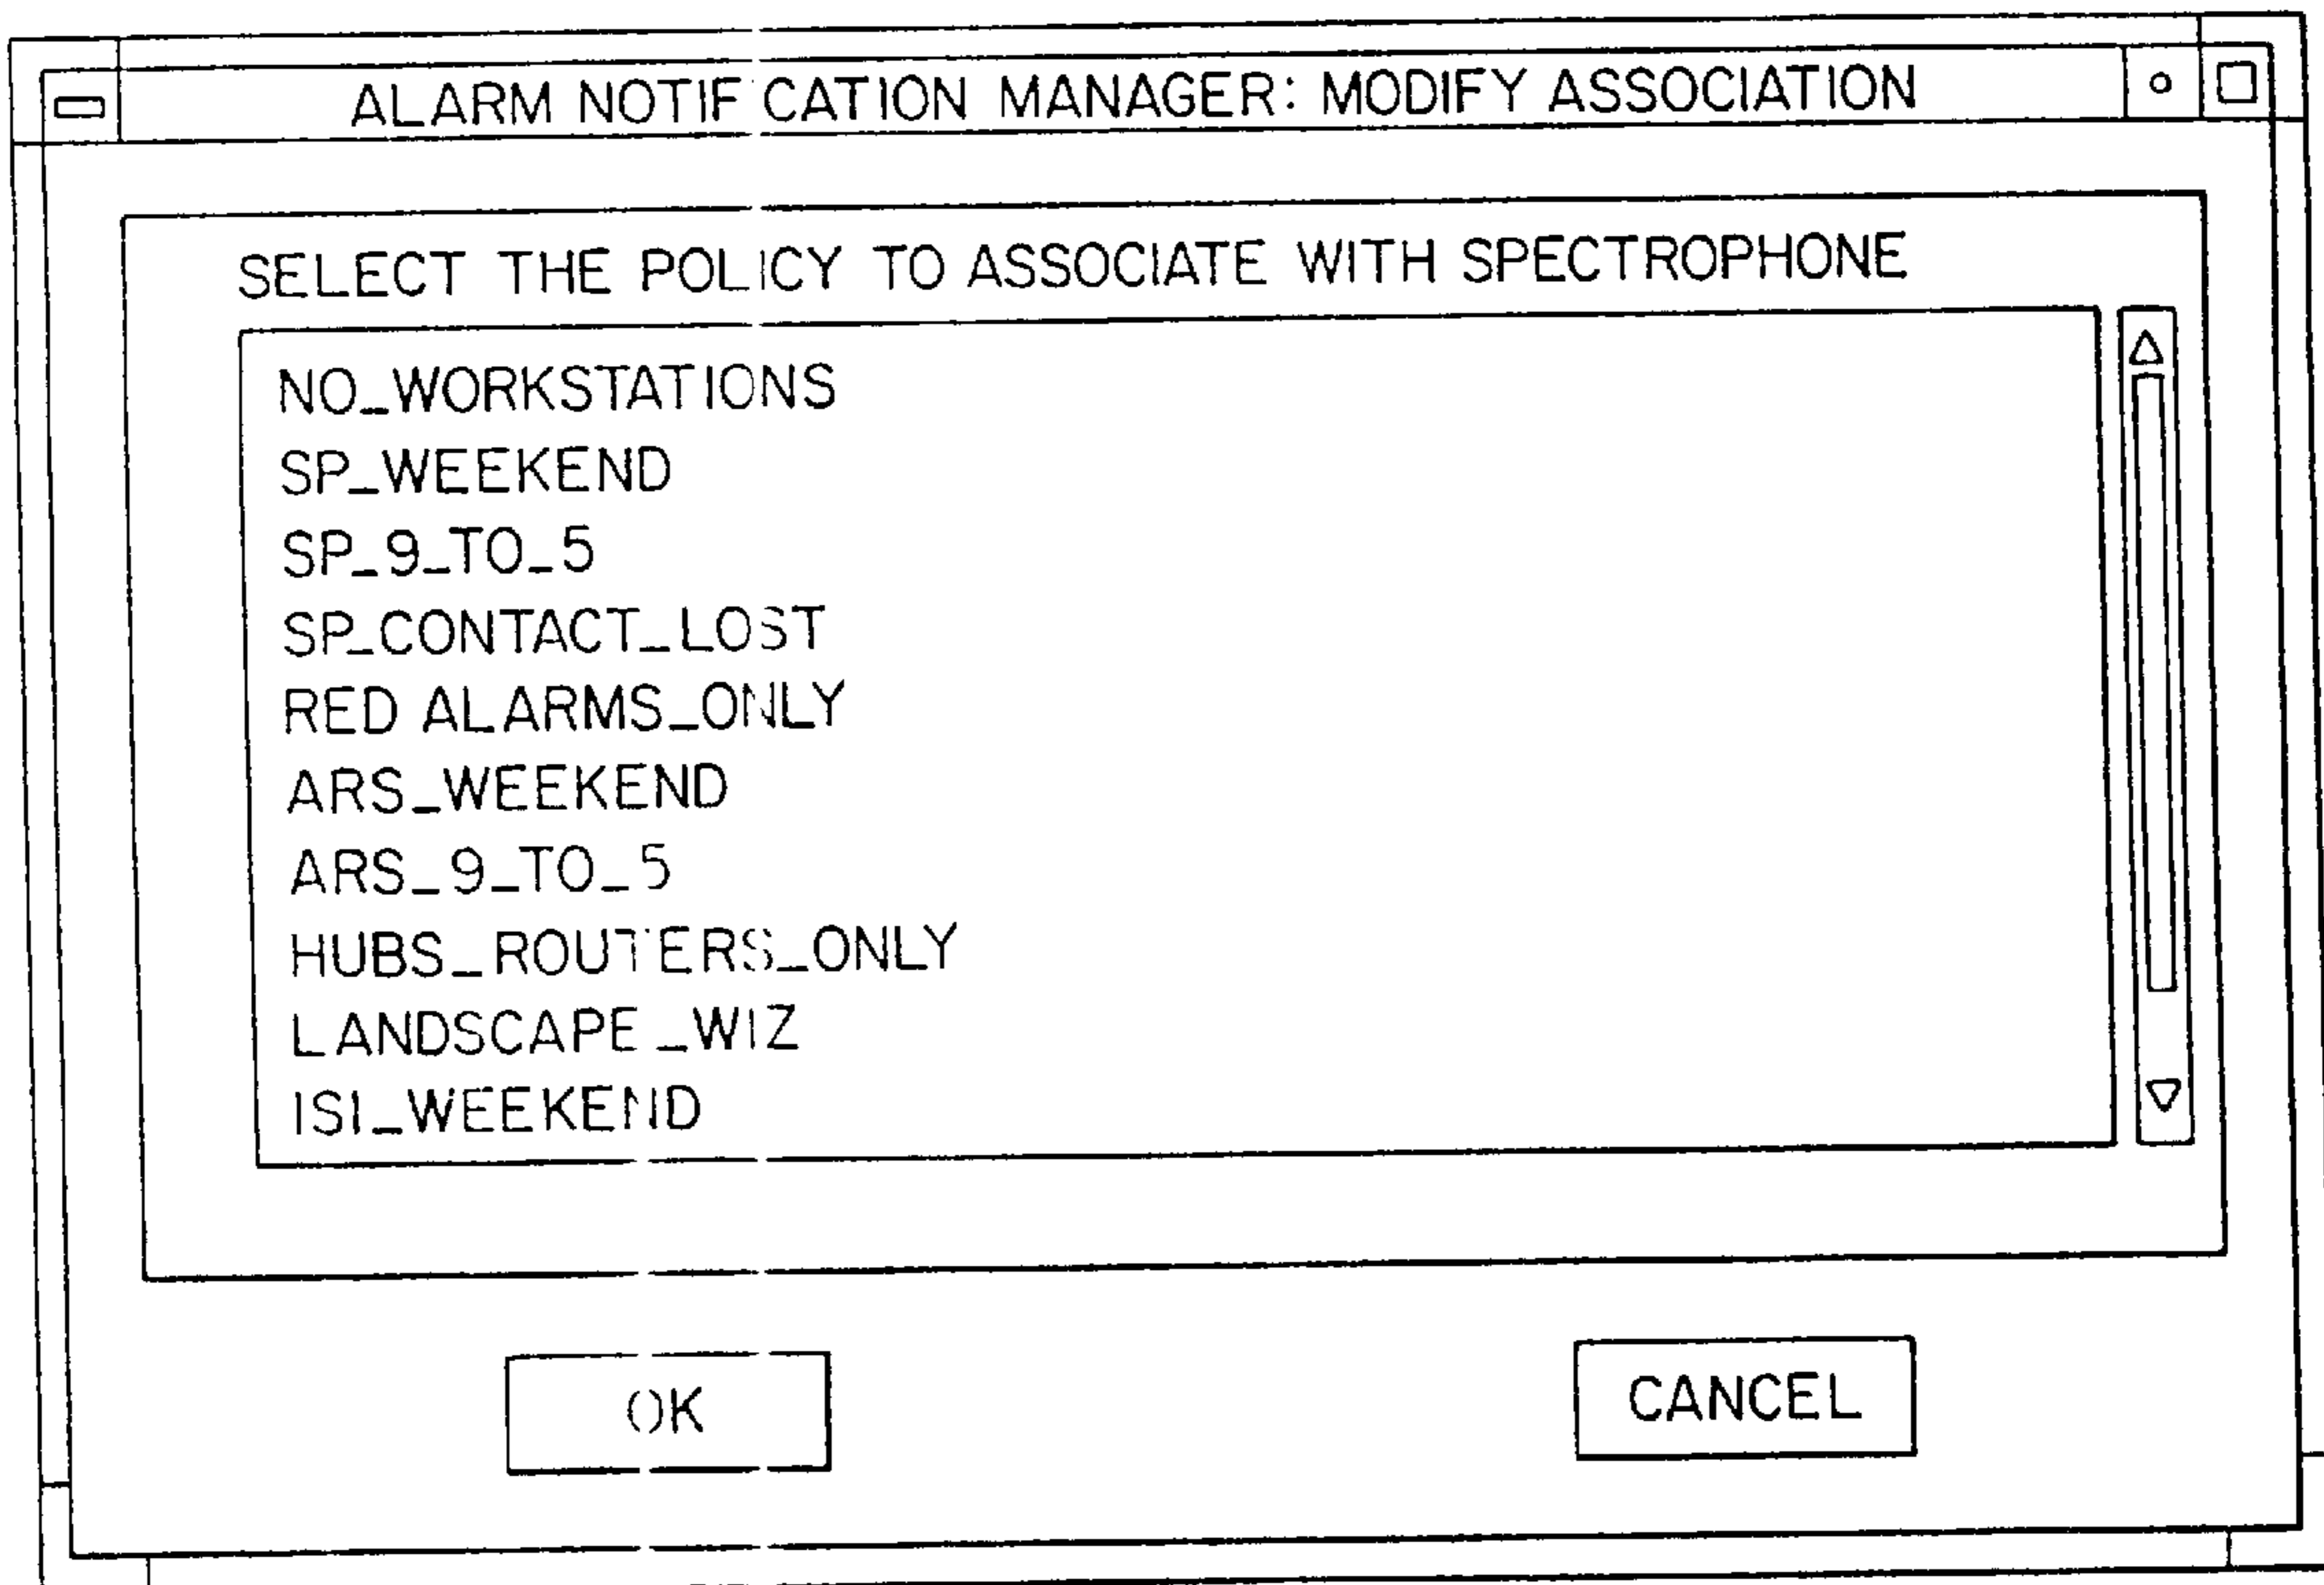 ALARM NOTIFICATION MANAGER: MODIFY ASSOCIATION
SELECT THE POLICY TO ASSOCIATE WITH SPECTROPHONE
NO_WORKSTATIONS
SP_WEEKEND
SP_9_TO_5
SP_CONTACT_LOST
RED ALARMS_ONLY
ARS_WEEKEND
ARS_9_TO_5
HUBS_ROUTERS_ONLY
LANDSCAPE_WIZ
ISI_WEEKEND
OK CANCEL